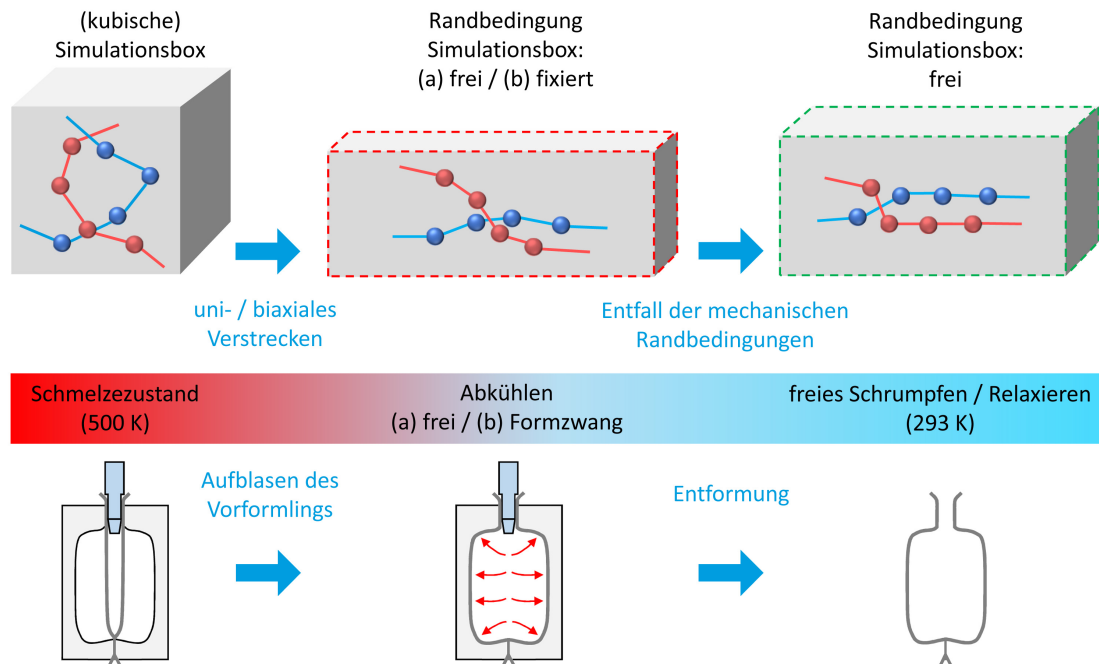 (kubische)
Simulationsbox
Randbedingung
Simulationsbox:
(a) frei / (b) fixiert
Randbedingung
Simulationsbox:
frei
uni- / biaxiales
Verstrecken
Entfall der mechanischen
Randbedingungen
Schmelzezustand
(500 K)
Abkühlen
(a) frei / (b) Formzwang
freies Schrumpfen / Relaxieren
(293 K)
Aufblasen des
Vorformlings
Entformung